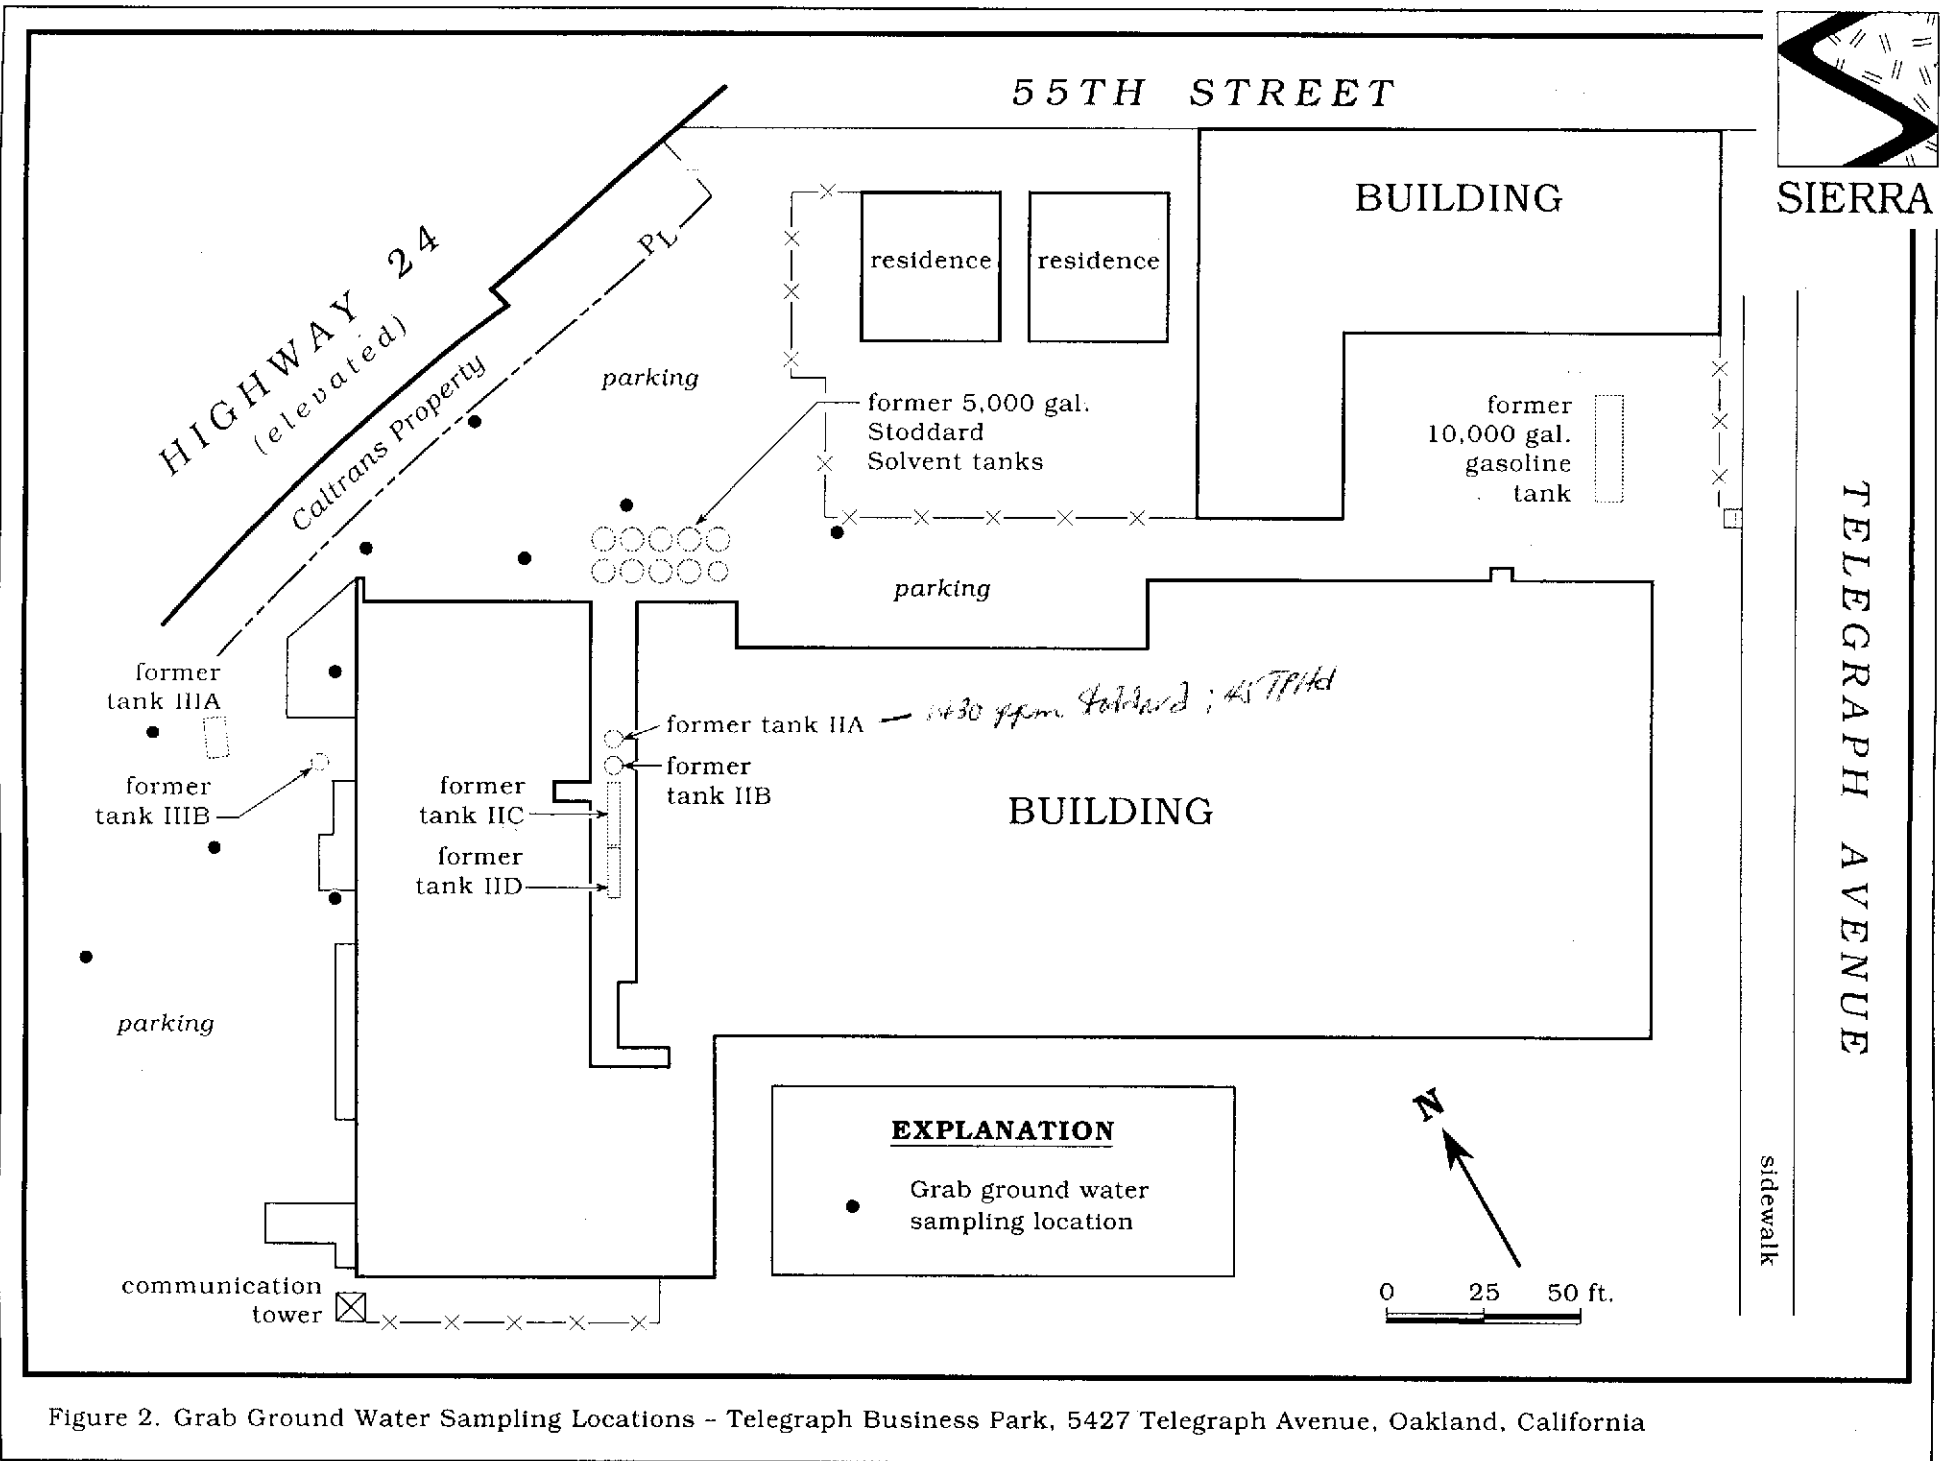 55TH STREET
SIERRA
BUILDING
HIGHWAY 24
(elevated)
Caltrans Property
PL
residence
residence
parking
former 5,000 gal.
Stoddard
Solvent tanks
former
10,000 gal.
gasoline
tank
TELEGRAPH AVENUE
parking
former
tank IIIA
former tank IIA — 1430 ppm Stoddard ; 45 TPHd
former
tank IIB
former
tank IIIB
former
tank IIC
former
tank IID
BUILDING
parking
EXPLANATION
Grab ground water
sampling location
N
sidewalk
0 25 50 ft.
communication
tower
Figure 2. Grab Ground Water Sampling Locations – Telegraph Business Park, 5427 Telegraph Avenue, Oakland, California